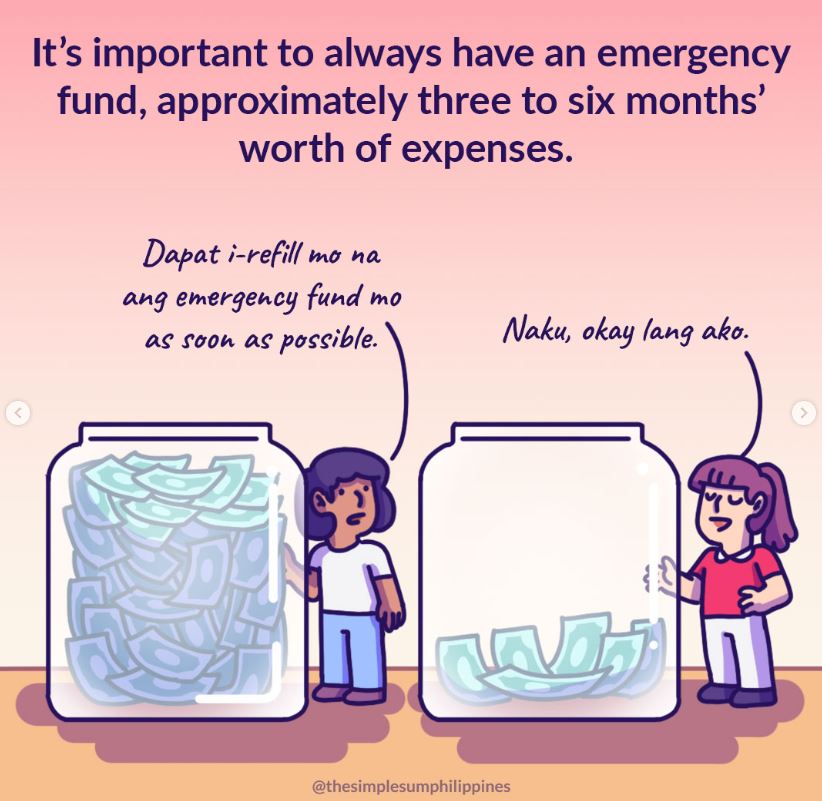 It’s important to always have an emergency
fund, approximately three to six months’
worth of expenses.
Dapat i-refill mo na
ang emergency fund mo
as soon as possible.
Naku, okay lang ako.
@thesimplesumphilippines